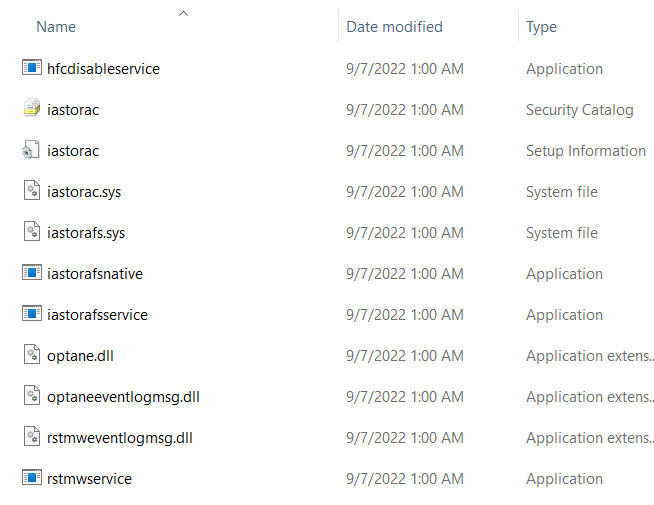 Name Date modified Type
hfcdisableservice 9/7/2022 1:00 AM Application
iastorac 9/7/2022 1:00 AM Security Catalog
iastorac 9/7/2022 1:00 AM Setup Information
iastorac.sys 9/7/2022 1:00 AM System file
iastorafs.sys 9/7/2022 1:00 AM System file
iastorafsnative 9/7/2022 1:00 AM Application
iastorafsservice 9/7/2022 1:00 AM Application
optane.dll 9/7/2022 1:00 AM Application extens..
optaneeventlogmsg.dll 9/7/2022 1:00 AM Application extens..
rstmweventlogmsg.dll 9/7/2022 1:00 AM Application extens..
rstmwservice 9/7/2022 1:00 AM Application